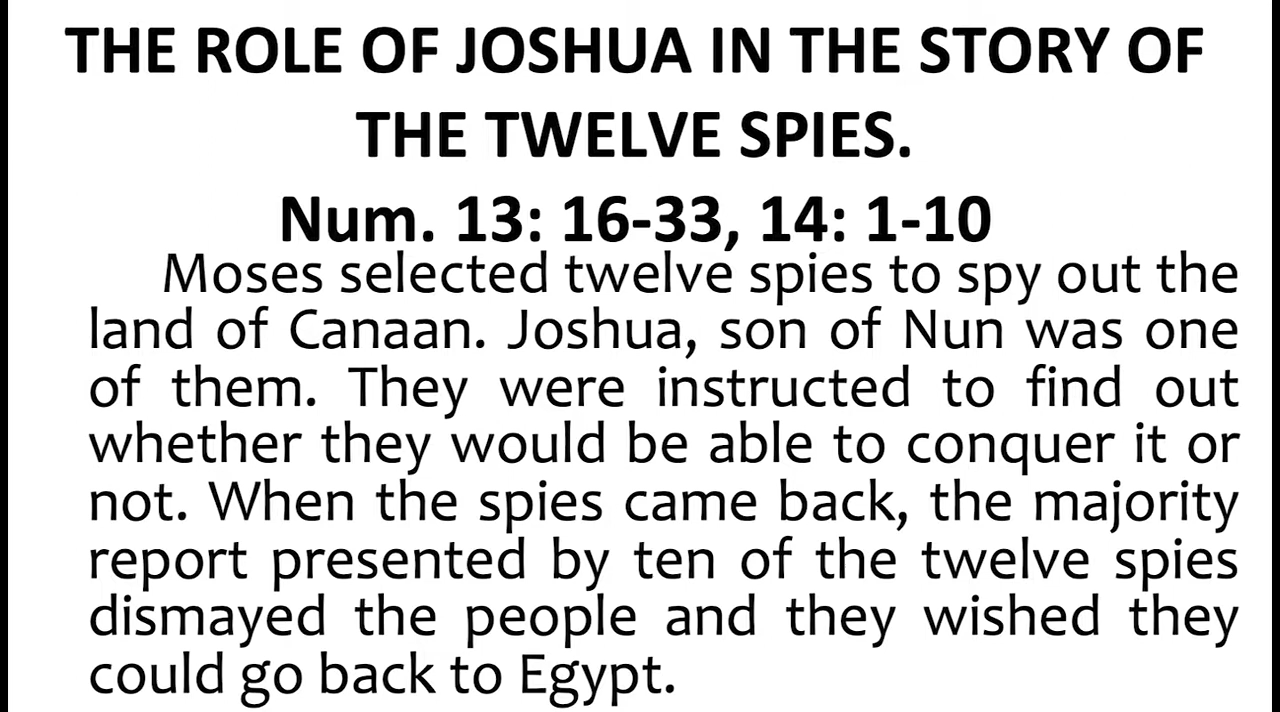 THE ROLE OF JOSHUA IN THE STORY OF
THE TWELVE SPIES.
Num. 13: 16-33, 14: 1-10
Moses selected twelve spies to spy out the
land of Canaan. Joshua, son of Nun was one
of them. They were instructed to find out
whether they would be able to conquer it or
not. When the spies came back, the majority
report presented by ten of the twelve spies
dismayed the people and they wished they
could go back to Egypt.